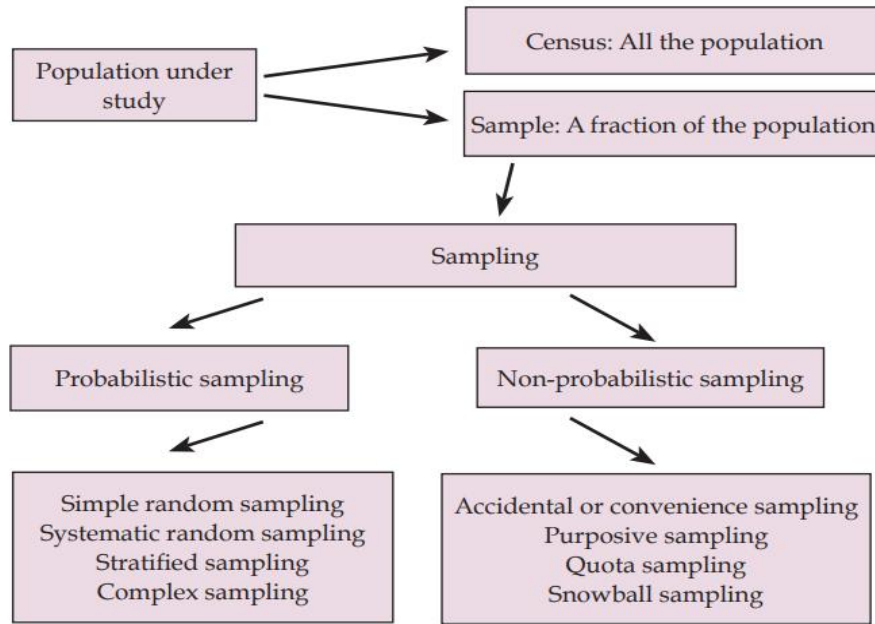 Census: All the population
Population under
study
Sample: A fraction of the population
Sampling
Probabilistic sampling
Non-probabilistic sampling
Simple random sampling
Systematic random sampling
Stratified sampling
Complex sampling
Accidental or convenience sampling
Purposive sampling
Quota sampling
Snowball sampling